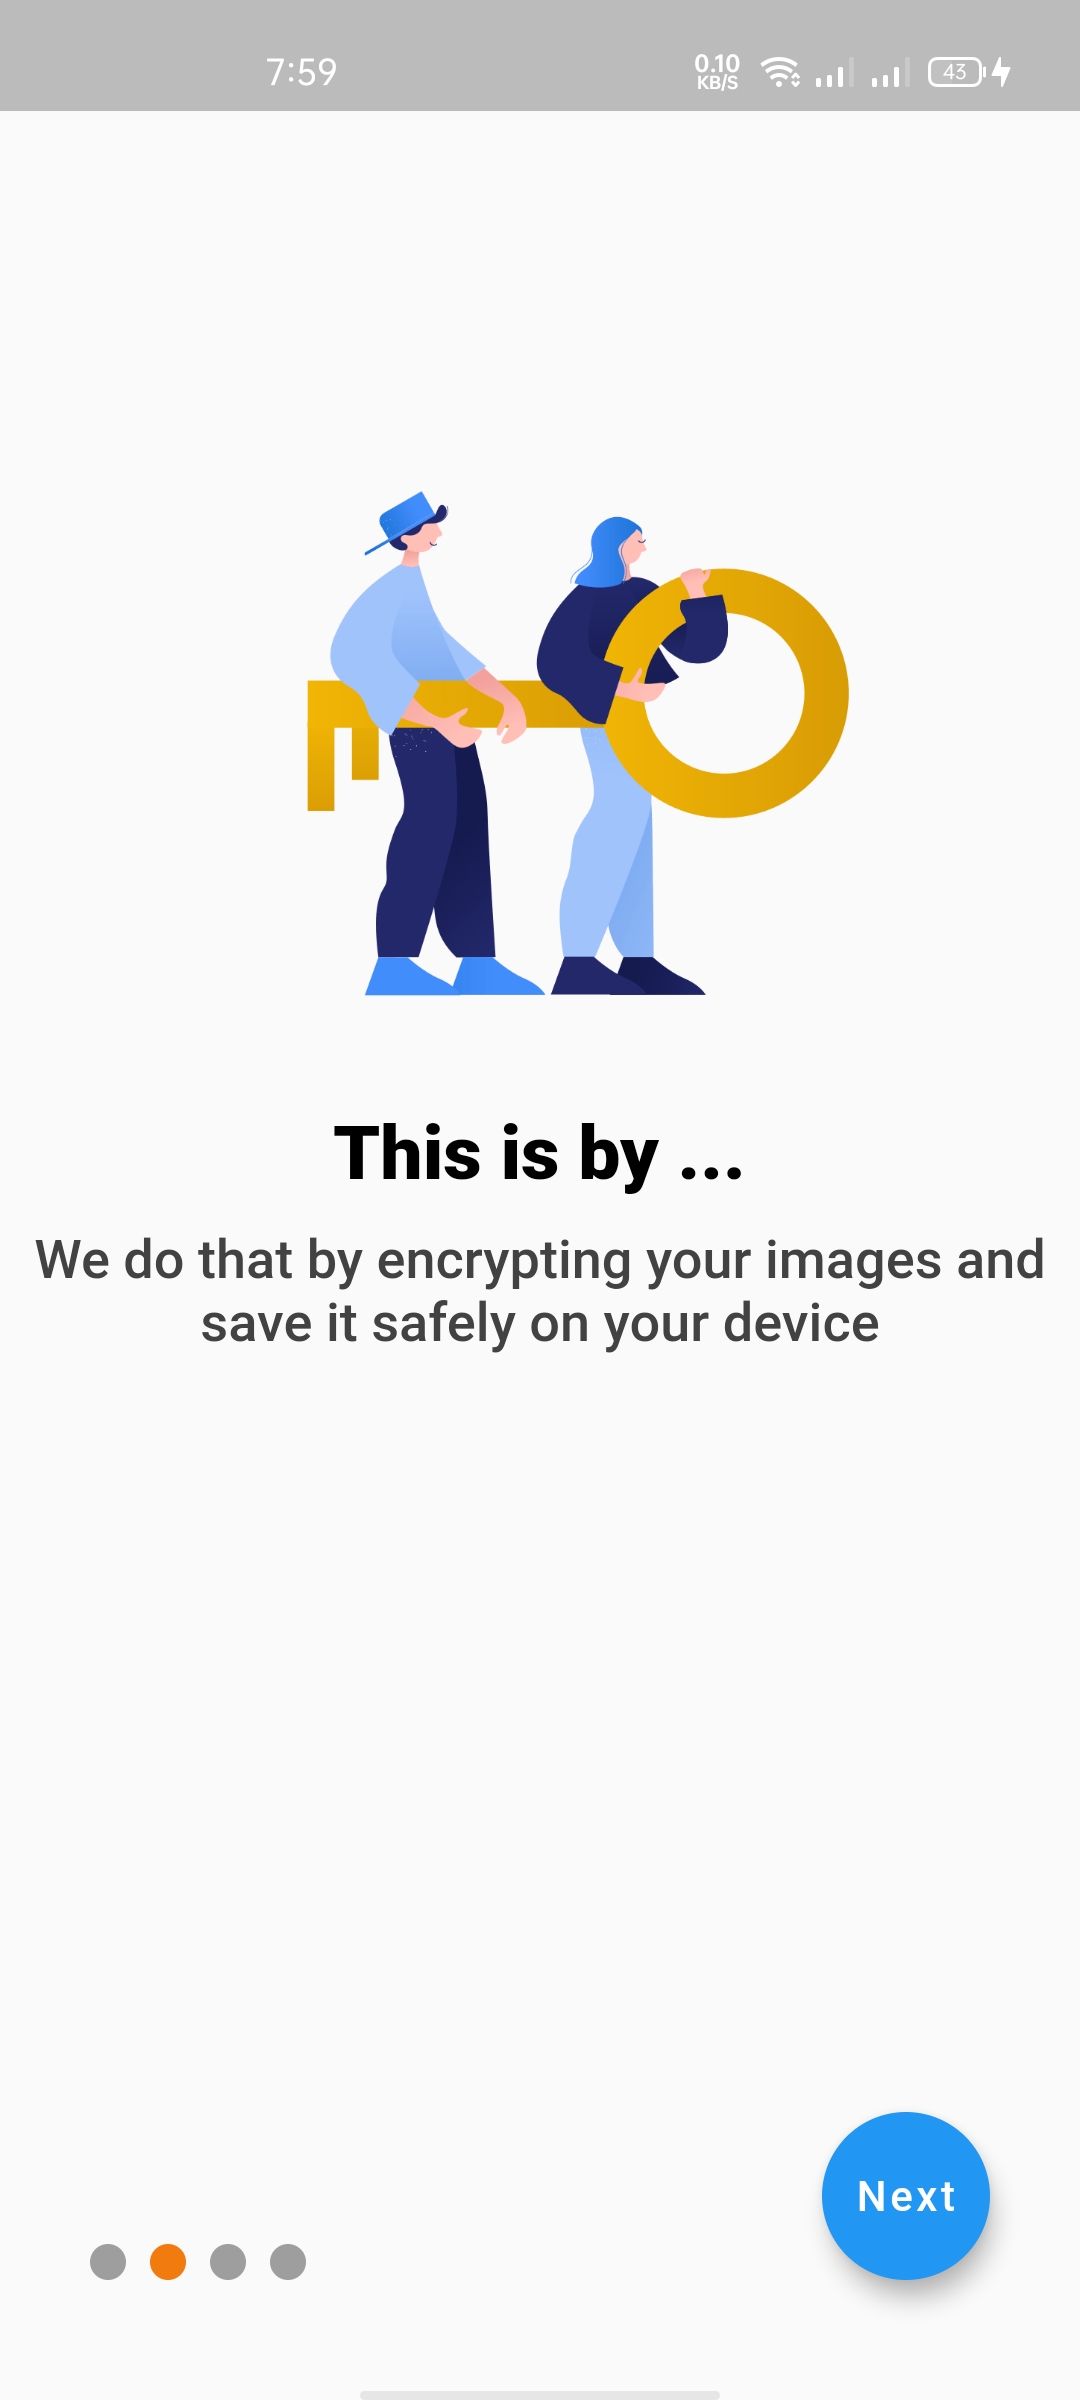 7:59
0.10
KB/S
43
This is by ...
We do that by encrypting your images and
save it safely on your device
Next